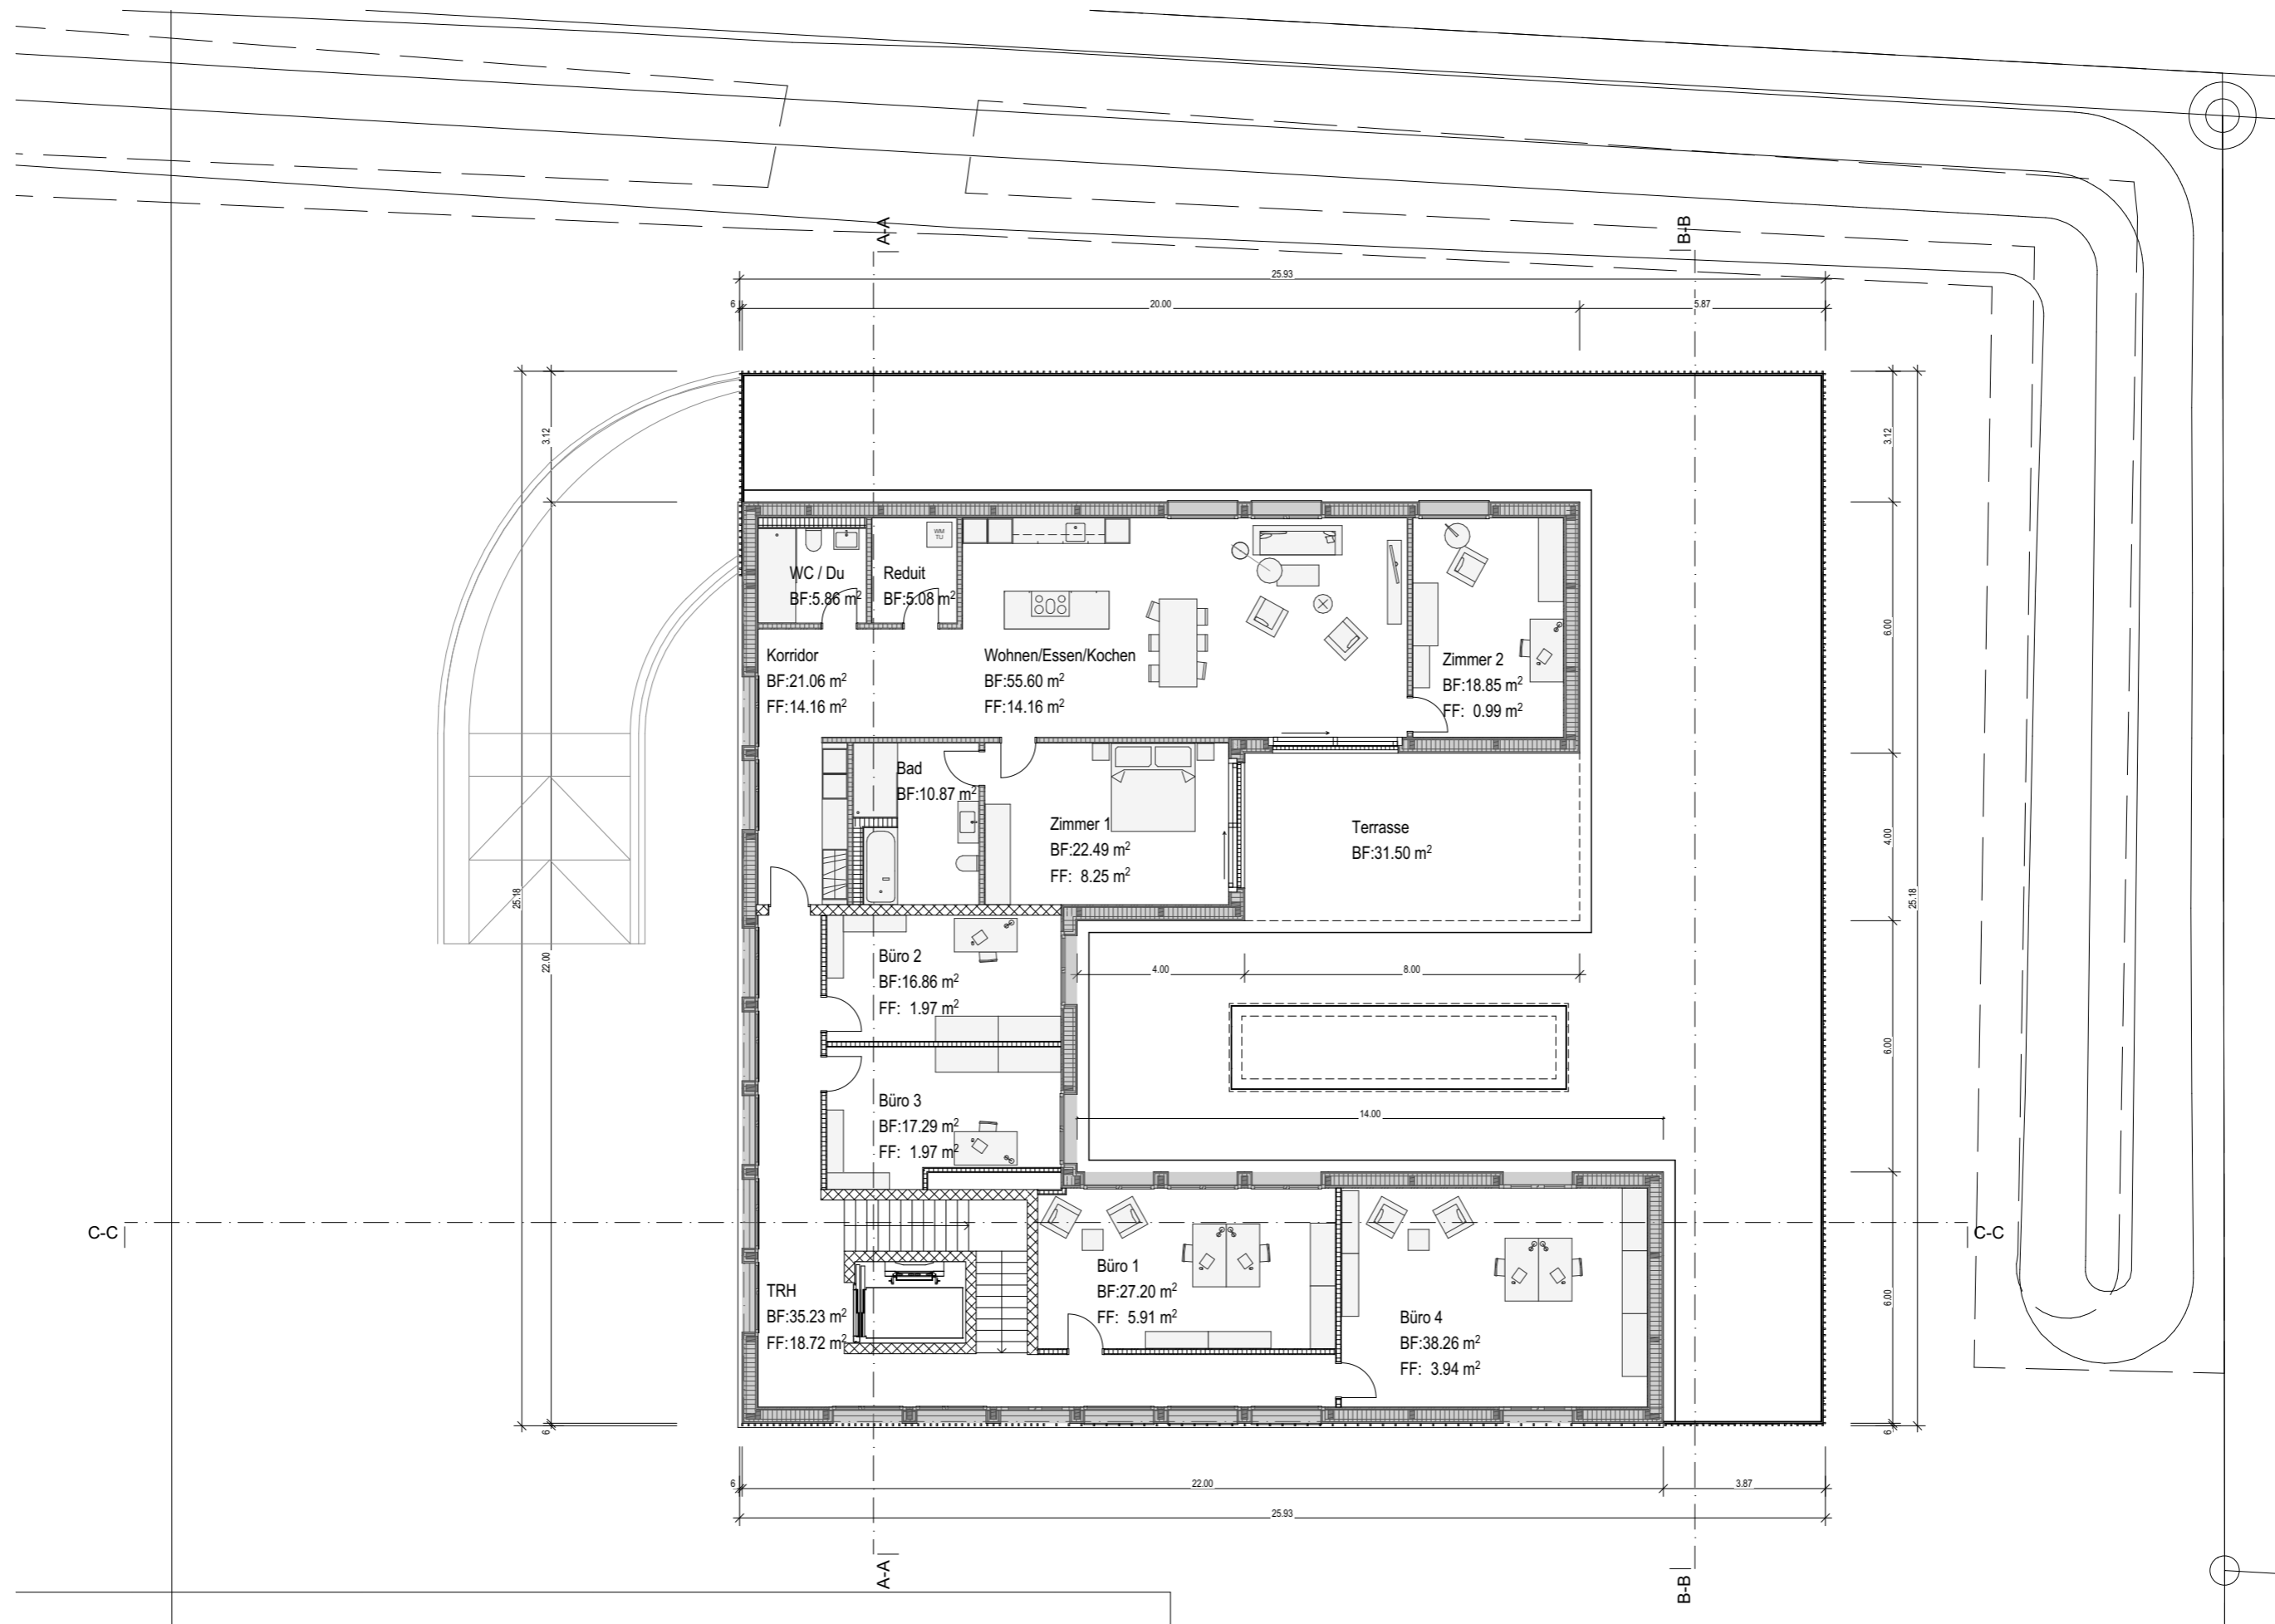 A-A
B-B
25.93
6
20.00
5.87
3.12
3.12
WM
TU
WC / Du
BF:5.86 m²
Reduit
BF:5.08 m²
Korridor
BF:21.06 m²
FF:14.16 m²
Wohnen/Essen/Kochen
BF:55.60 m²
FF:14.16 m²
Zimmer 2
BF:18.85 m²
FF: 0.99 m²
6.00
Bad
BF:10.87 m²
Zimmer 1
BF:22.49 m²
FF: 8.25 m²
Terrasse
BF:31.50 m²
4.00
25.18
25.18
22.00
Büro 2
BF:16.86 m²
FF: 1.97 m²
4.00
8.00
6.00
Büro 3
BF:17.29 m²
FF: 1.97 m²
14.00
C-C
C-C
TRH
BF:35.23 m²
FF:18.72 m²
Büro 1
BF:27.20 m²
FF: 5.91 m²
Büro 4
BF:38.26 m²
FF: 3.94 m²
6.00
6
6
6
22.00
3.87
25.93
A-A
B-B